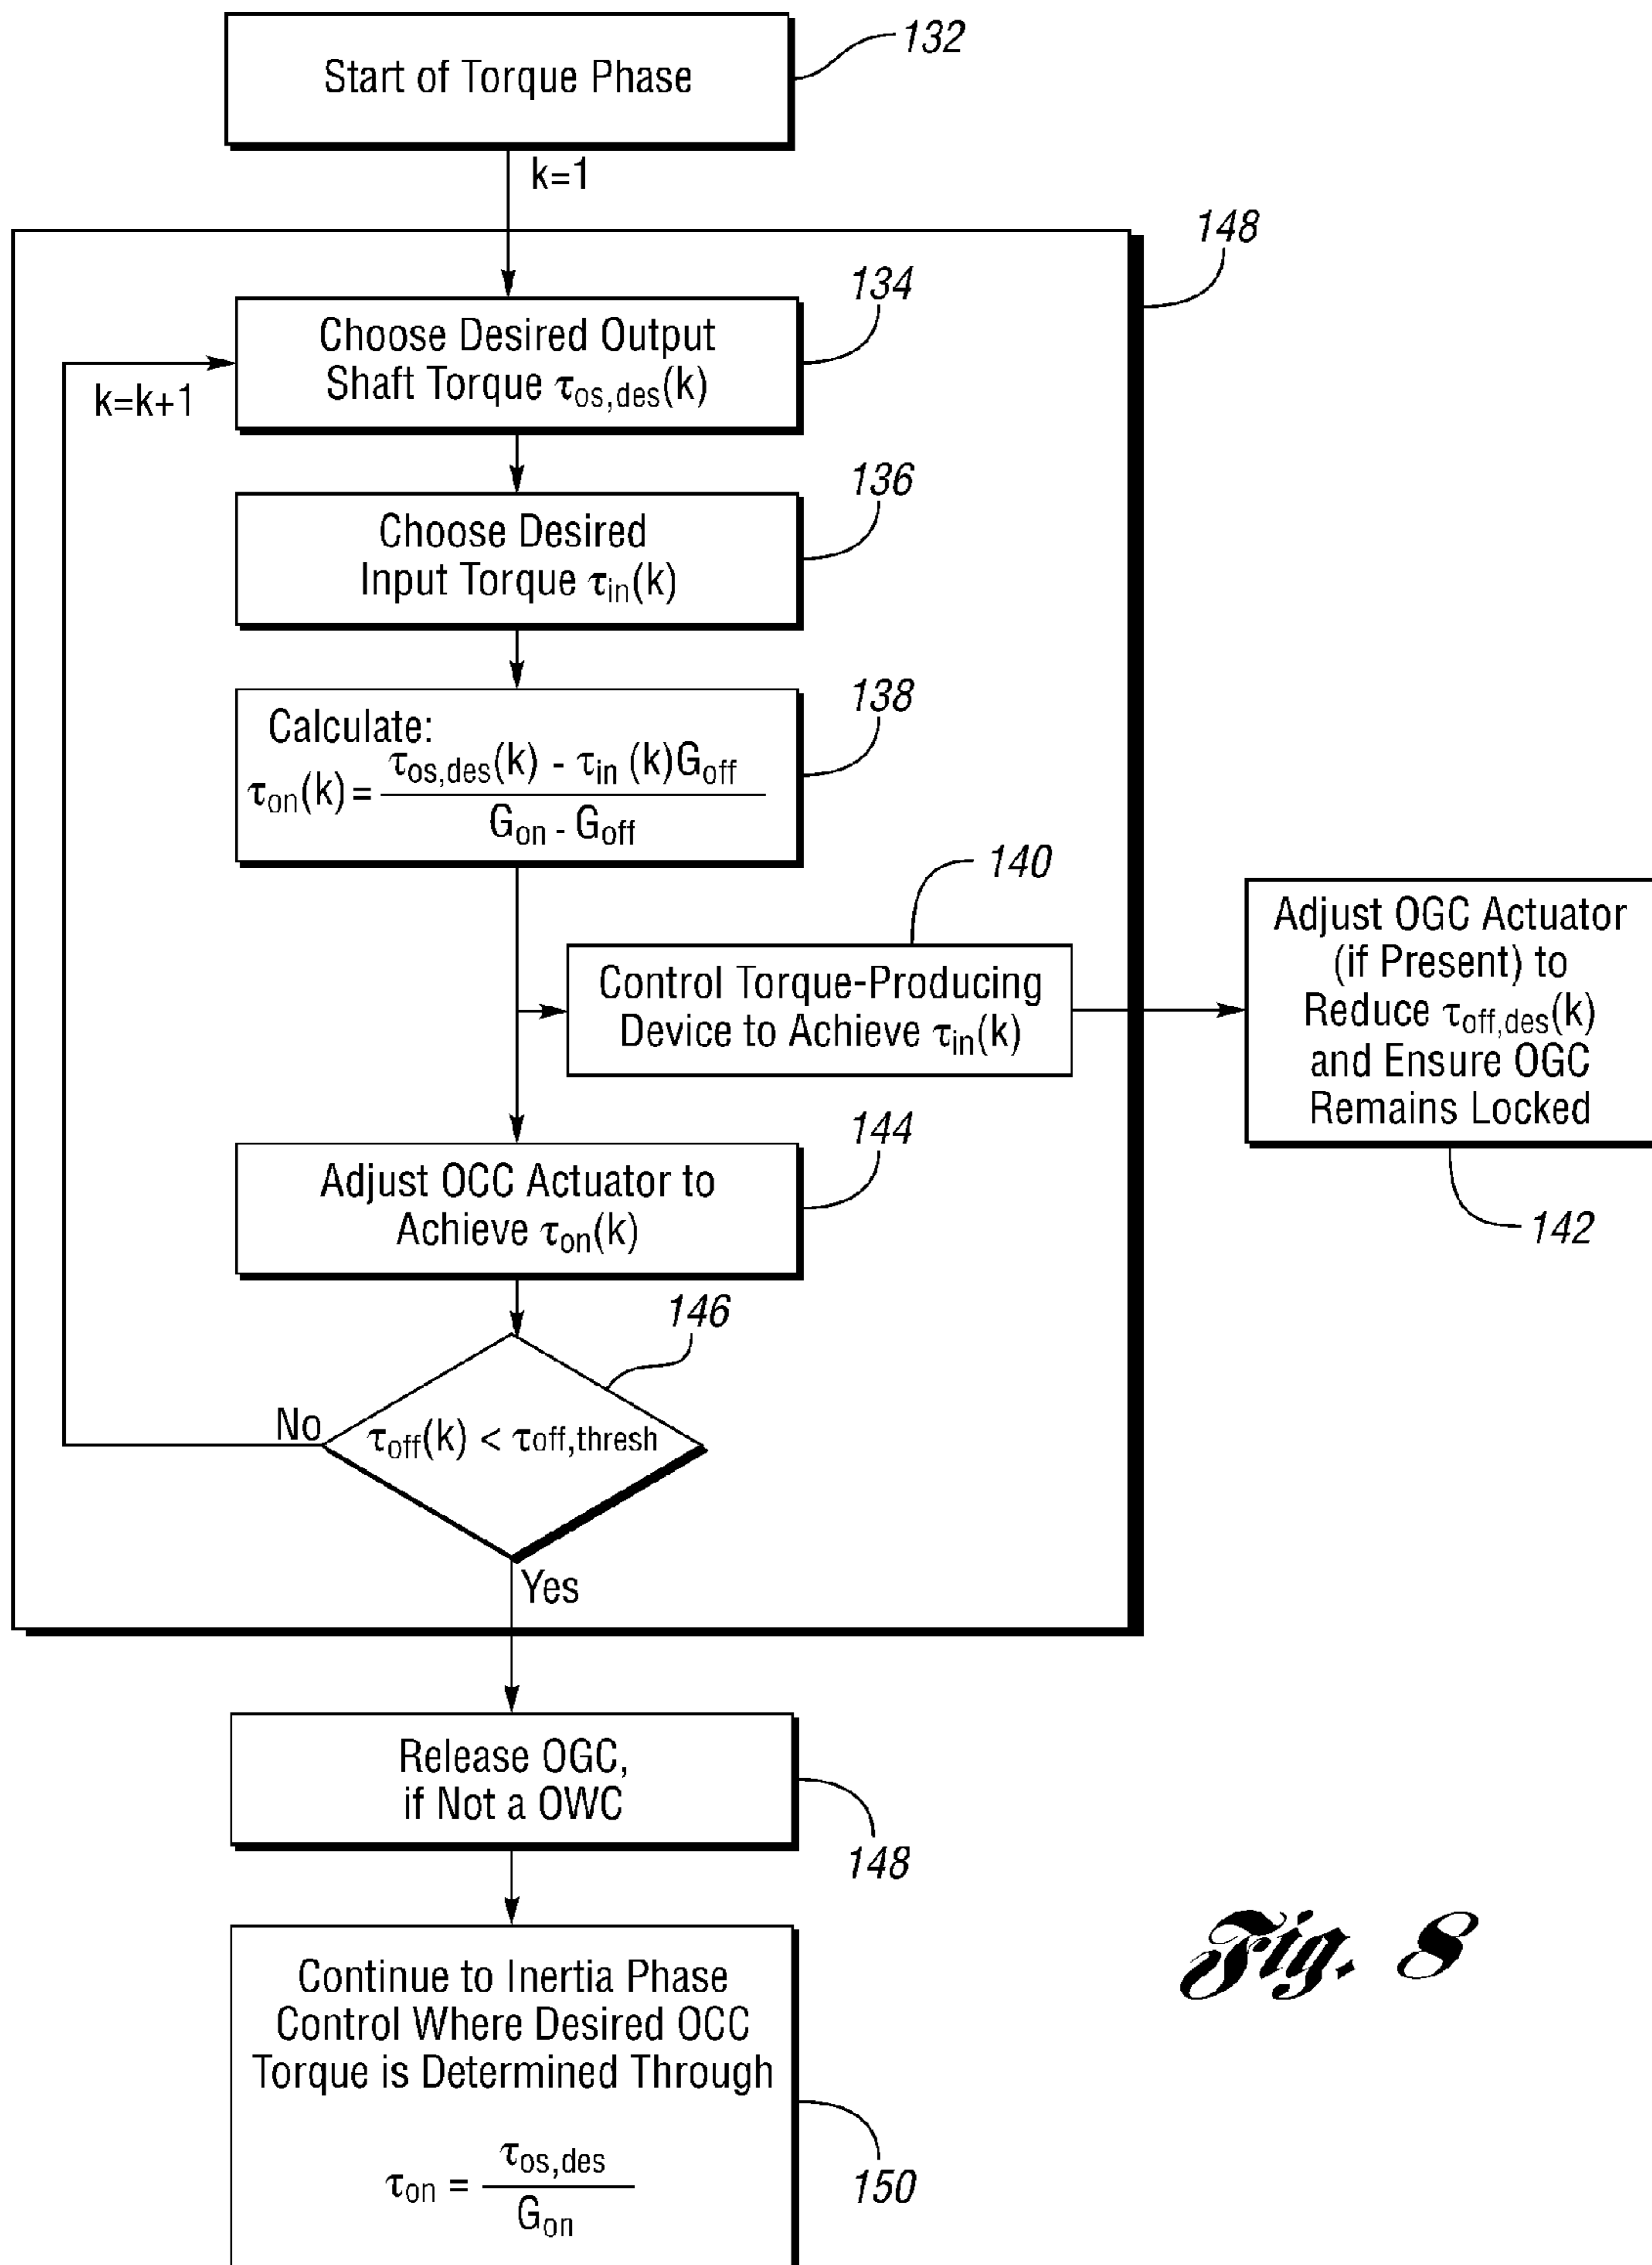 Start of Torque Phase
132
k=1
148
Choose Desired Output
Shaft Torque τos,des(k)
134
k=k+1
Choose Desired
Input Torque τin(k)
136
Calculate:
τon(k) = τos,des(k) - τin (k)Goff
Gon - Goff
138
Control Torque-Producing
Device to Achieve τin(k)
140
Adjust OGC Actuator
(if Present) to
Reduce τoff,des(k)
and Ensure OGC
Remains Locked
142
Adjust OCC Actuator to
Achieve τon(k)
144
τoff(k) < τoff,thresh
146
No
Yes
Release OGC,
if Not a OWC
148
Continue to Inertia Phase
Control Where Desired OCC
Torque is Determined Through
τon = τos,des
Gon
150
Fig. 8